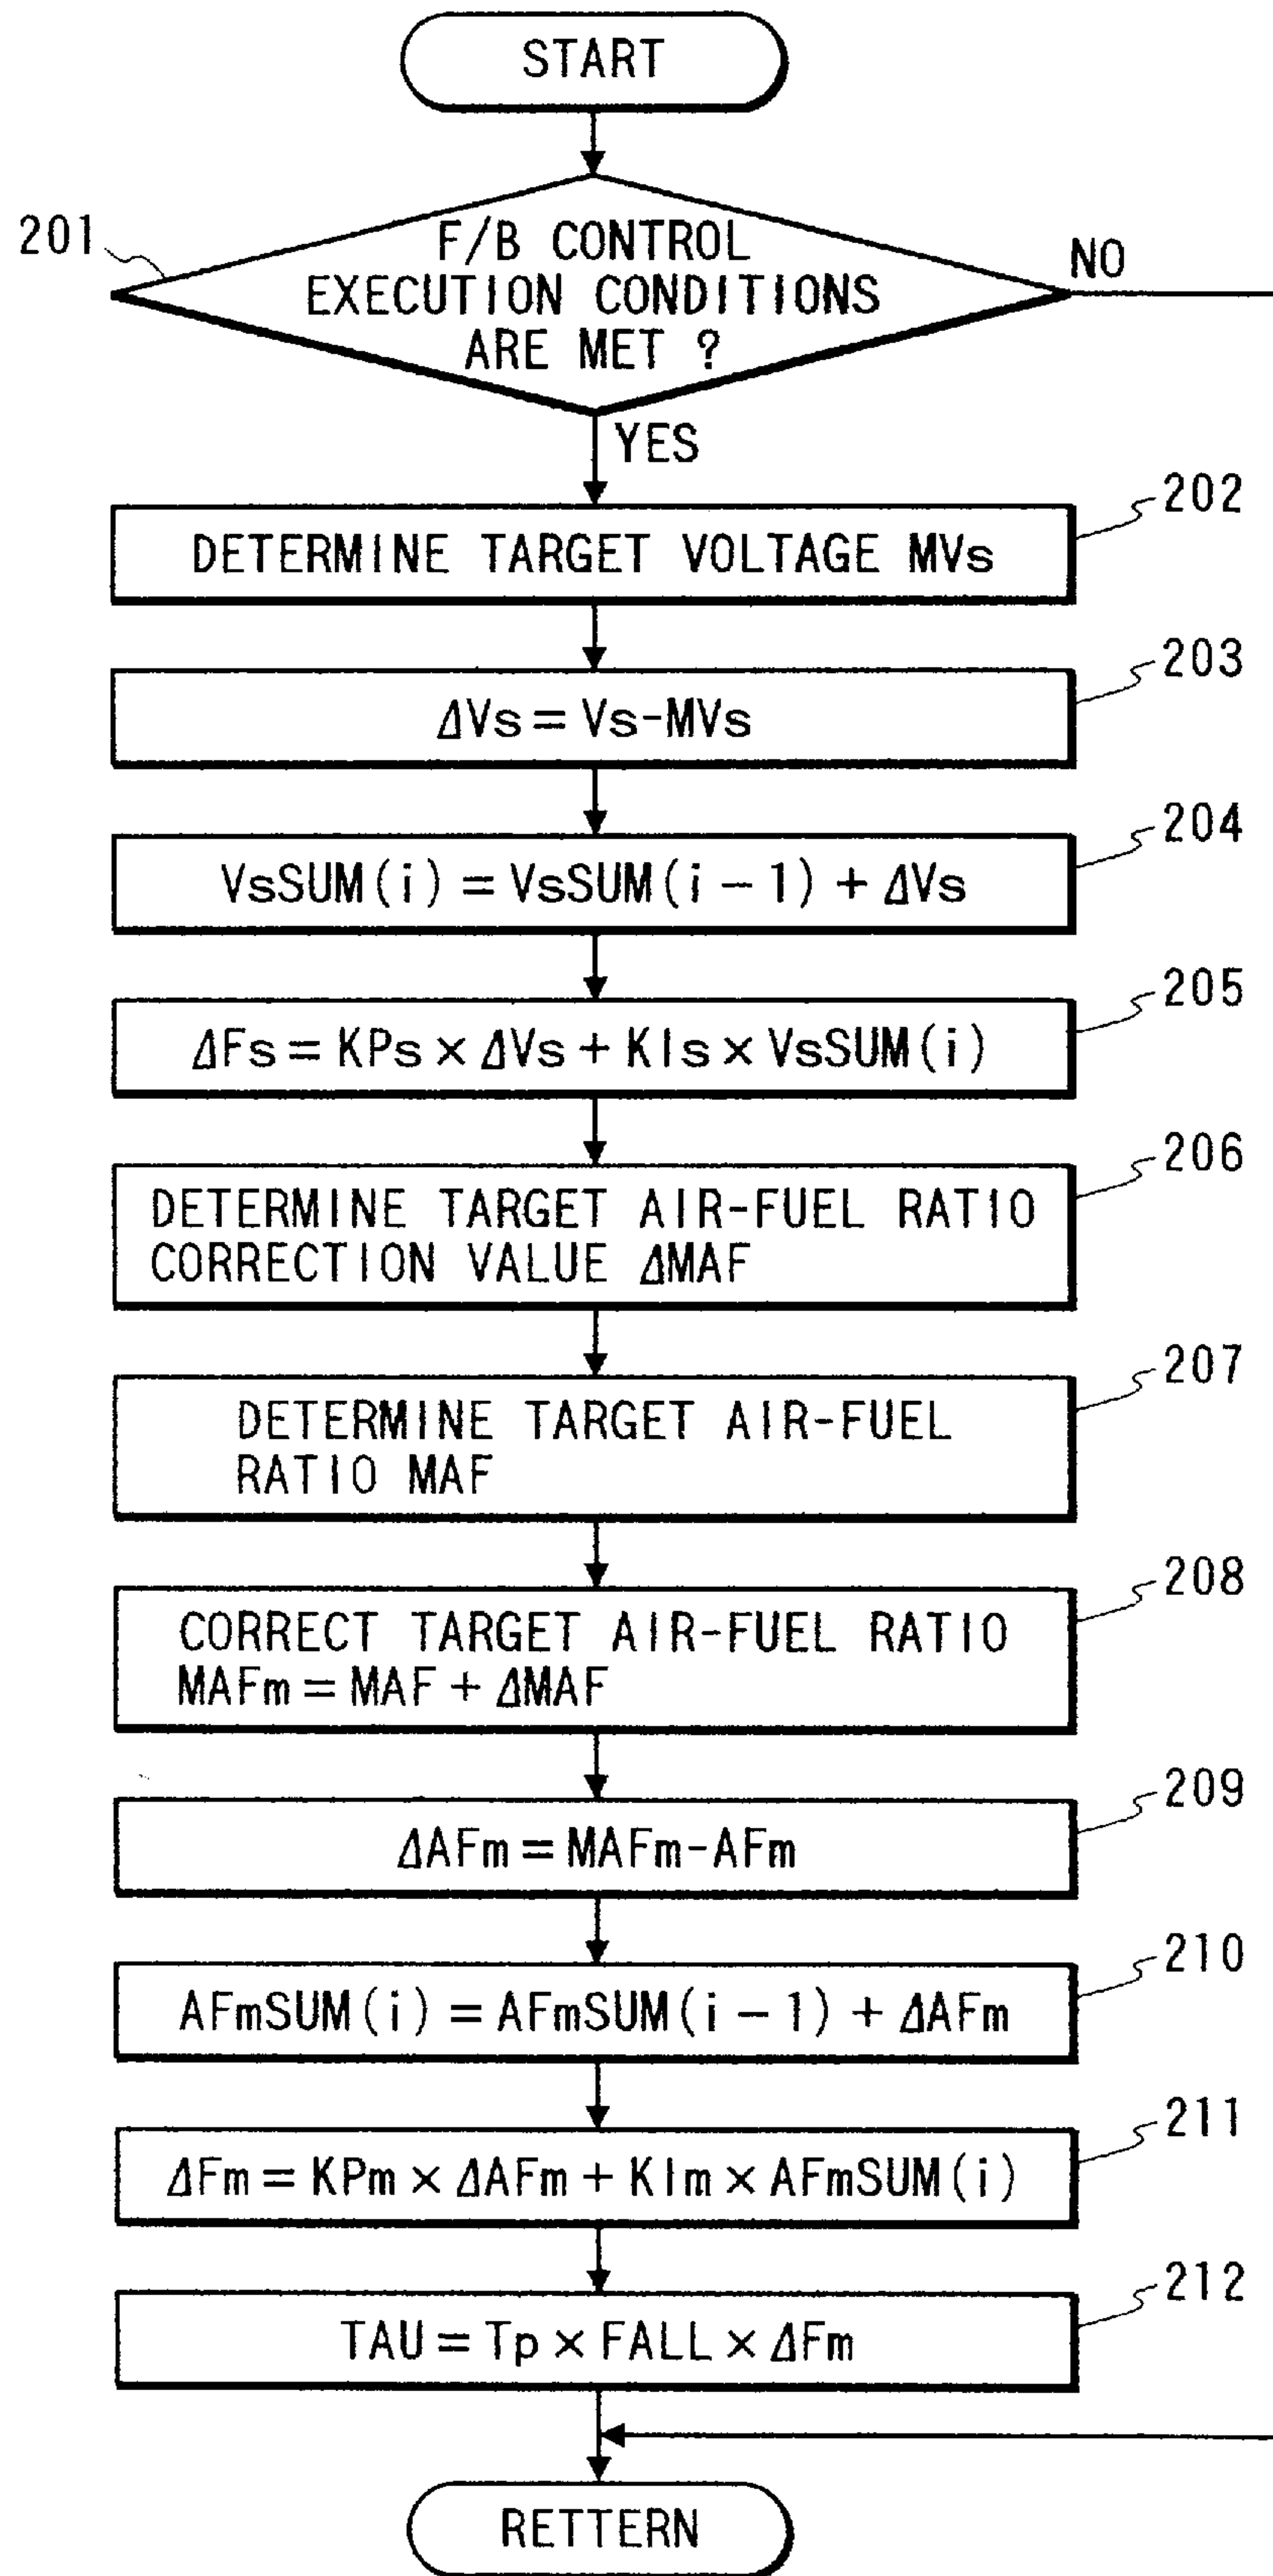 START
201
F/B CONTROL
EXECUTION CONDITIONS
ARE MET ?
NO
YES
202
DETERMINE TARGET VOLTAGE MVs
203
ΔVs = Vs-MVs
204
VsSUM(i) = VsSUM(i - 1) + ΔVs
205
ΔFs = KPs × ΔVs + KIs × VsSUM(i)
206
DETERMINE TARGET AIR-FUEL RATIO
CORRECTION VALUE ΔMAF
207
DETERMINE TARGET AIR-FUEL
RATIO MAF
208
CORRECT TARGET AIR-FUEL RATIO
MAFm = MAF + ΔMAF
209
ΔAFm = MAFm-AFm
210
AFmSUM(i) = AFmSUM(i - 1) + ΔAFm
211
ΔFm = KPm × ΔAFm + KIm × AFmSUM(i)
212
TAU = Tp × FALL × ΔFm
RETTERN